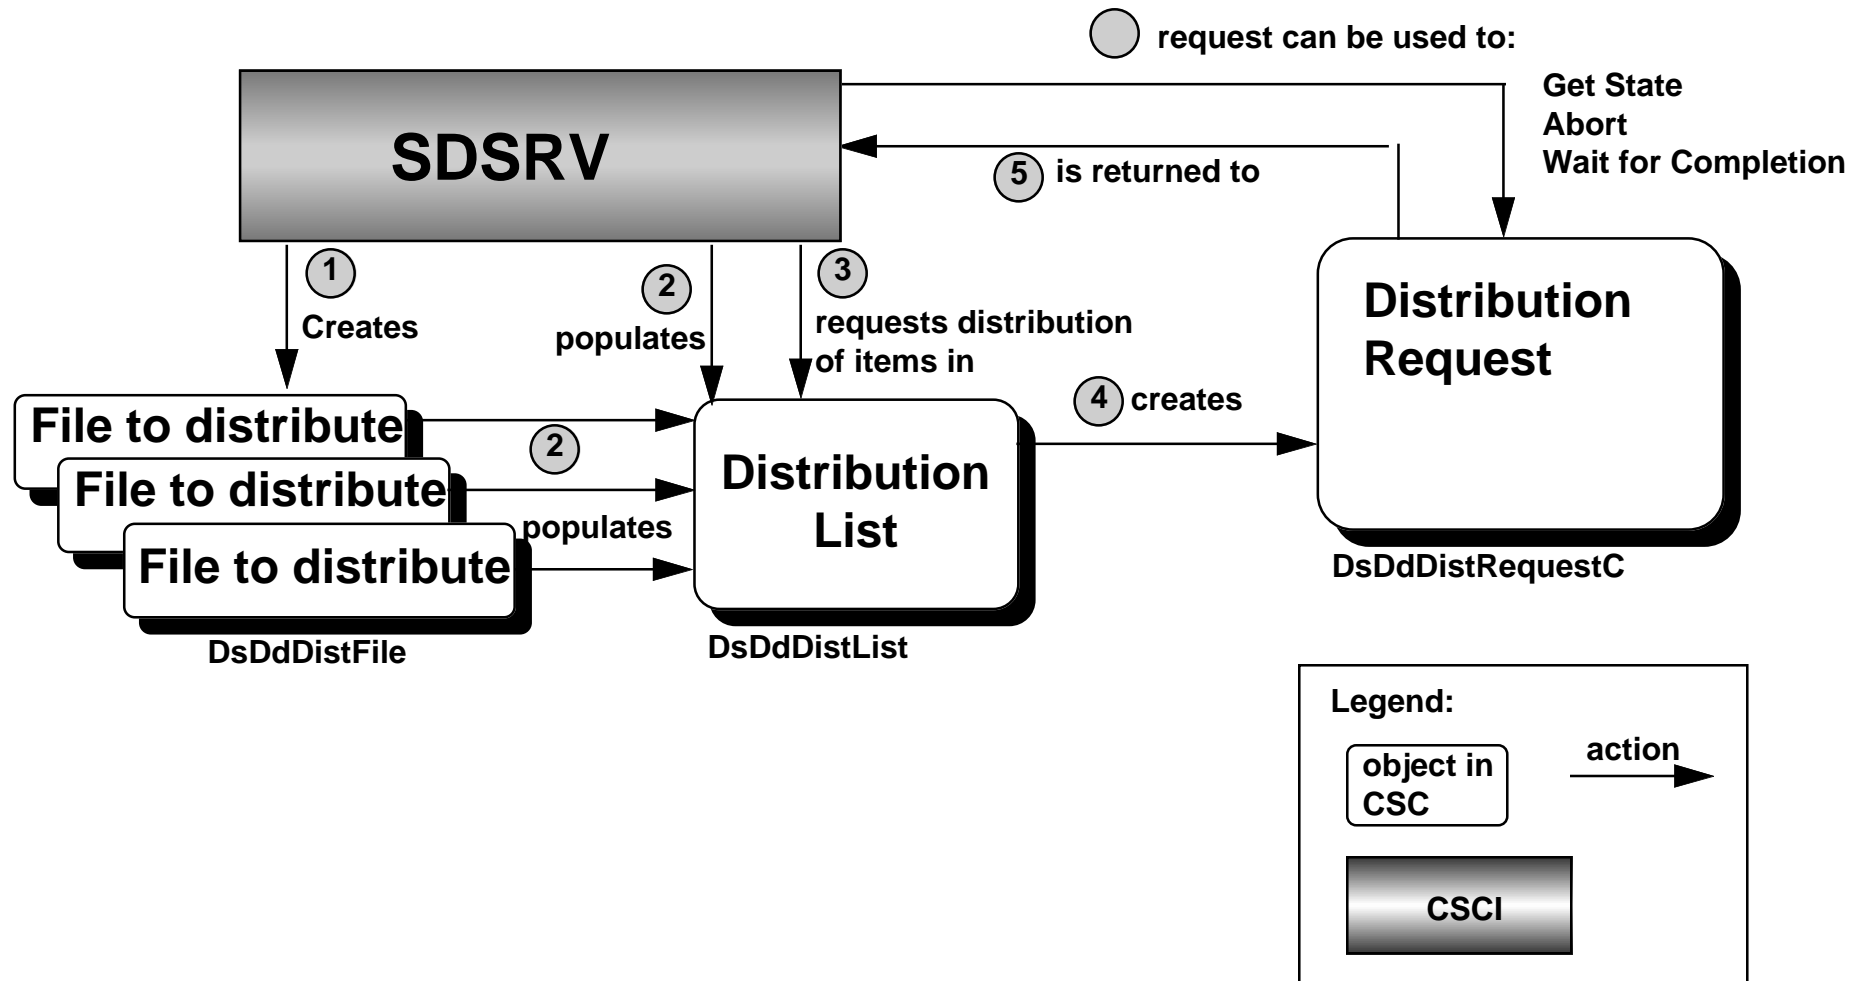 request can be used to:
Get State
Abort
Wait for Completion
SDSRV
5 is returned to
1
Creates
2
populates
3
requests distribution
of items in
Distribution
Request
DsDdDistRequestC
4 creates
File to distribute
File to distribute
File to distribute
DsDdDistFile
2
populates
Distribution
List
DsDdDistList
Legend:
object in
CSC
action
CSCI